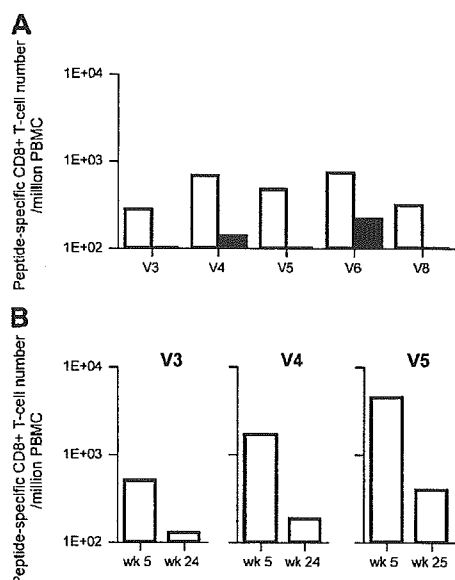 A
Peptide-specific CD8+ T-cell number
/million PBMC
1E+04
1E+03
1E+02
V3 V4 V5 V6 V8
B
Peptide-specific CD8+ T-cell number
/million PBMC
V3 V4 V5
1E+04
1E+03
1E+02
wk 5 wk 24 wk 5 wk 24 wk 5 wk 25